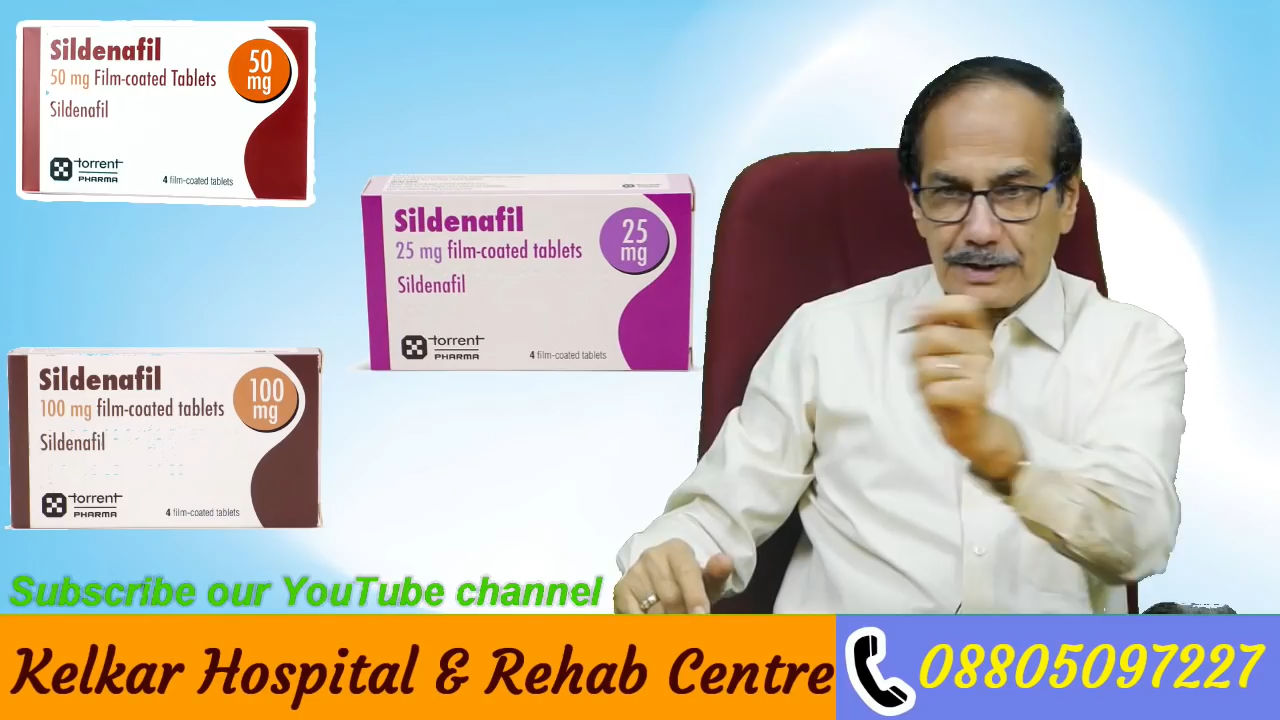 Sildenafil
50 mg Film-coated Tablets
Sildenafil
50
mg
torrent
PHARMA
4 film-coated tablets
Sildenafil
25 mg film-coated tablets
Sildenafil
25
mg
torrent
PHARMA
4 film-coated tablets
Sildenafil
100 mg film-coated tablets
Sildenafil
100
mg
torrent
PHARMA
4 film-coated tablets
Subscribe our YouTube channel
Kelkar Hospital & Rehab Centre
08805097227